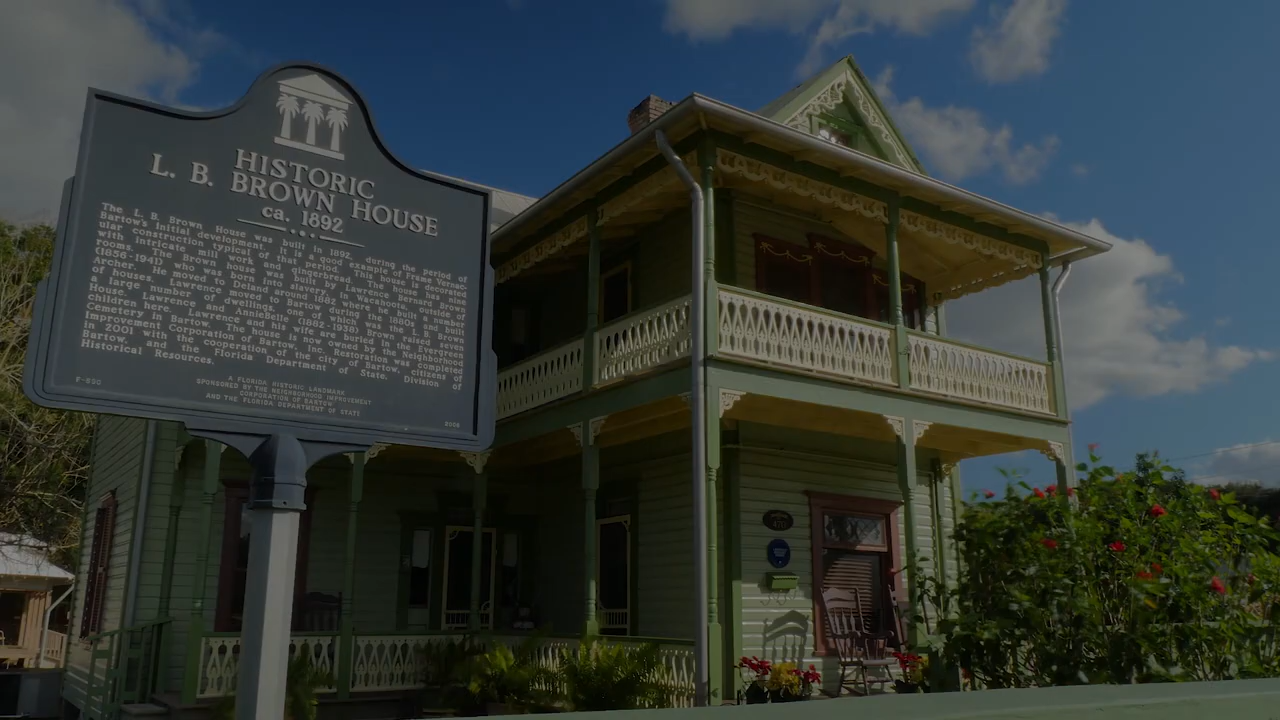 HISTORIC
L. B. BROWN HOUSE
ca. 1892
The L. B. Brown House was built in 1892, during the period of
Bartow's initial development. It is a good example of Frame Vernac-
ular construction typical of that period. This house is decorated
with intricate mill work and gingerbread. The house has nine
rooms. The Brown house was built by Lawrence Bernard Brown
(1856-1941) who was born into slavery, in Wacahoota, outside of
Archer. He moved to Deland around 1882 where he built a number
of houses. Lawrence moved to Bartow during the 1880s and built
a large number of dwellings, one of which was the L. B. Brown
House. Lawrence and AnnieBelle (1882-1938) Brown raised seven
children here. Lawrence and his wife are buried in the Evergreen
Cemetery in Bartow. The house is now owned by the Neighborhood
Improvement Corporation of Bartow, Inc. Restoration was completed
in 2001 with the cooperation of the city of Bartow, citizens of
Bartow, and the Florida Department of State, Division of
Historical Resources.
A FLORIDA HISTORIC LANDMARK
SPONSORED BY THE NEIGHBORHOOD IMPROVEMENT
CORPORATION OF BARTOW
AND THE FLORIDA DEPARTMENT OF STATE
F-530
2006
470